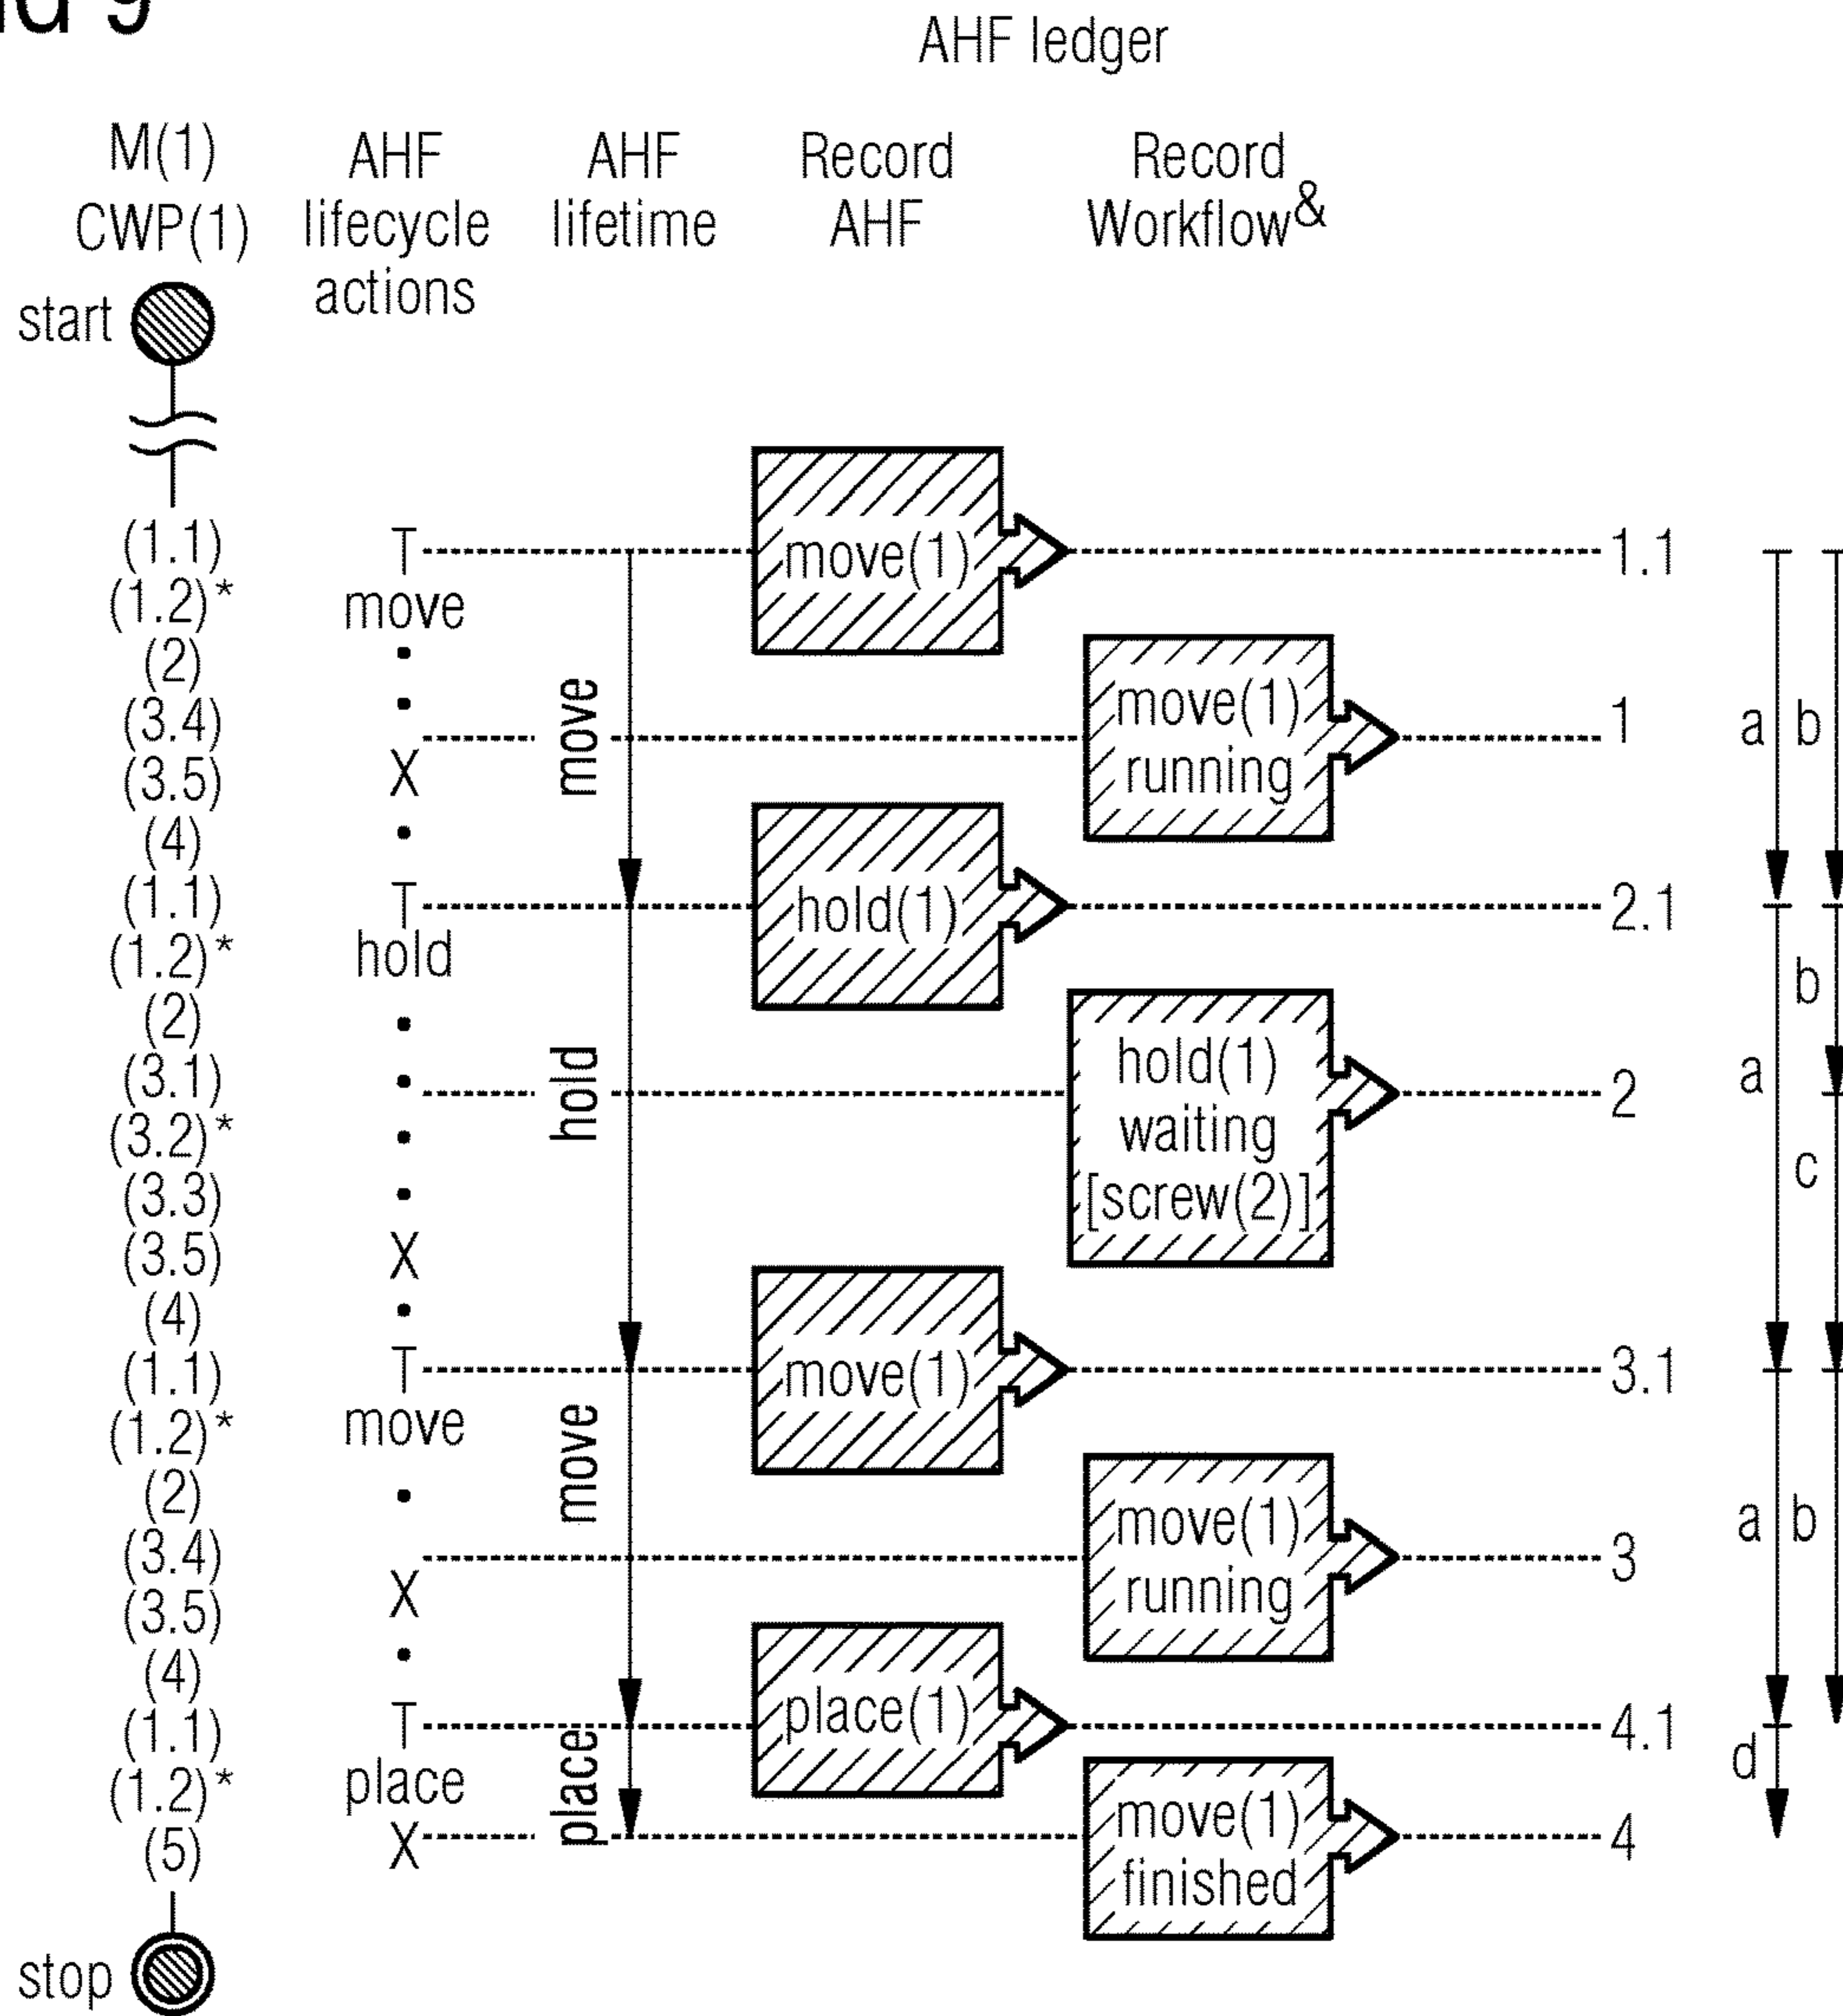 nd 9
AHF ledger
M(1)
CWP(1)
AHF
lifecycle
actions
AHF
lifetime
Record
AHF
Record
Workflow&
start
(1.1)
T
move(1)
1.1
(1.2)*
move
(2)
•
(3.4)
•
move
move(1)
running
1
a
b
(3.5)
X
(4)
•
(1.1)
T
hold(1)
2.1
(1.2)*
hold
b
(2)
•
(3.1)
•
hold
hold(1)
waiting
[screw(2)]
2
a
(3.2)*
•
c
(3.3)
•
(3.5)
X
(4)
•
(1.1)
T
move(1)
3.1
(1.2)*
move
move
(2)
•
(3.4)
move(1)
running
3
a
b
X
(3.5)
•
(4)
(1.1)
T
place(1)
4.1
(1.2)*
place
place
d
(5)
X
move(1)
finished
4
stop